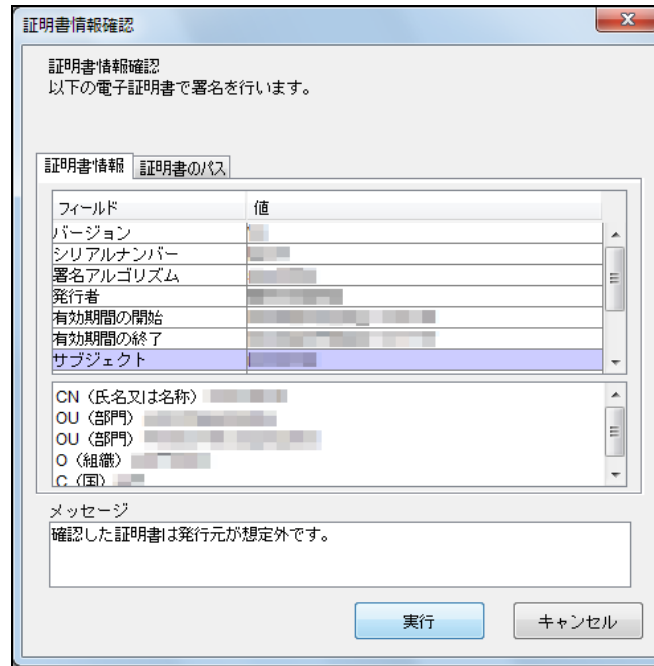 証明書情報確認
証明書情報確認
以下の電子証明書で署名を行います。
証明書情報 証明書のパス
フィールド 値
バージョン
シリアルナンバー
署名アルゴリズム
発行者
有効期間の開始
有効期間の終了
サブジェクト
CN（氏名又は名称）
OU（部門）
OU（部門）
O（組織）
C（国）
メッセージ
確認した証明書は発行元が想定外です。
実行 キャンセル